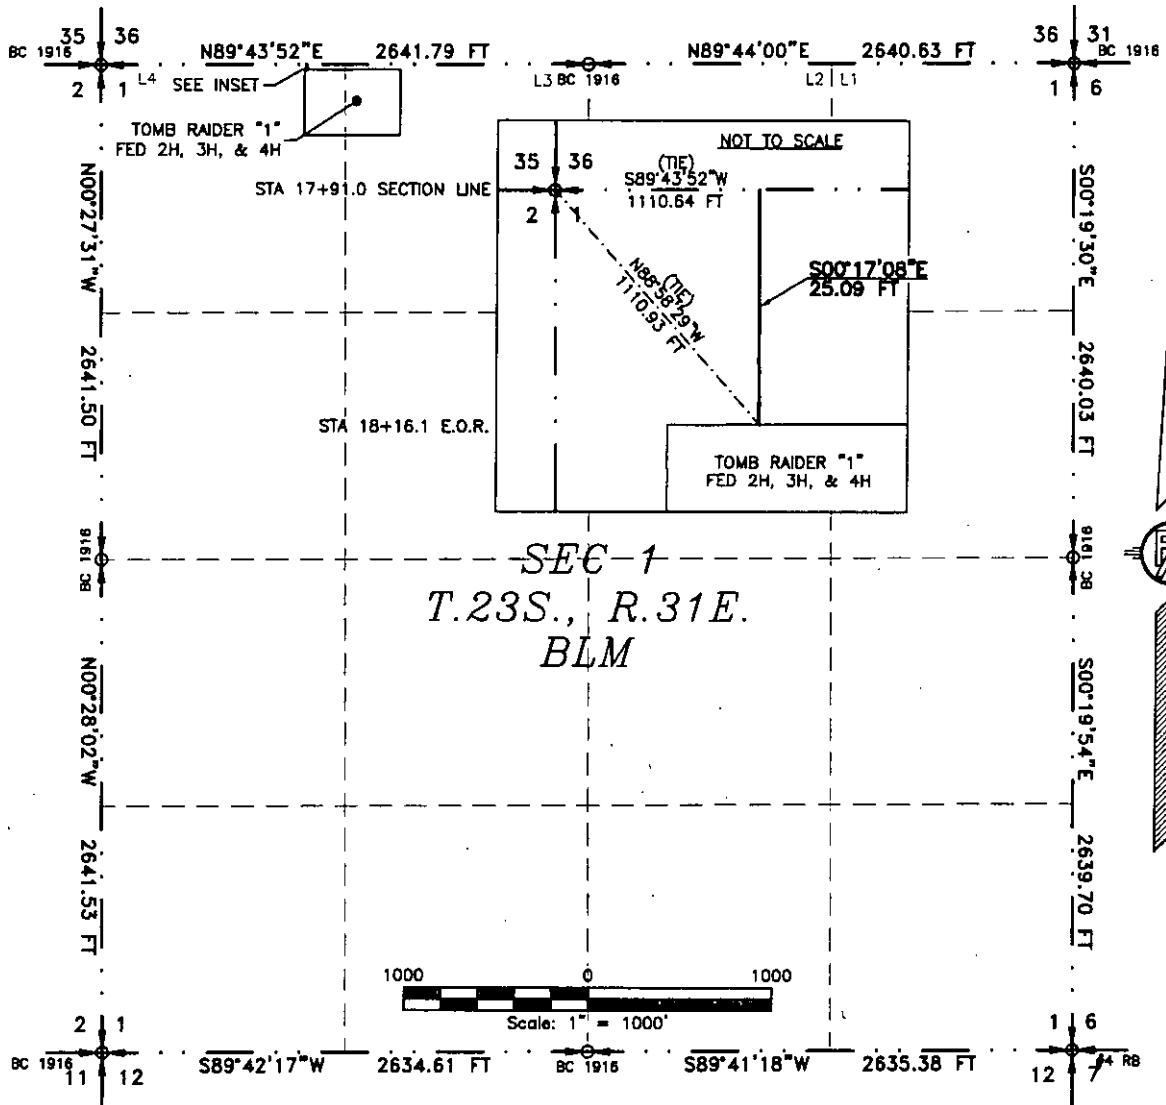 35 36
BC 1916
N89°43'52"E 2641.79 FT
N89°44'00"E 2640.63 FT
36 31
BC 1916
2 1
L4
SEE INSET
L3 BC 1916
L2 L1
1 6
TOMB RAIDER "1"
FED 2H, 3H, & 4H
NOT TO SCALE
35 36
(TIE)
S89°43'52"W
1110.64 FT
STA 17+91.0 SECTION LINE
2 1
(TIE)
N88°58'29"W
1110.93 FT
S00°17'08"E
25.09 FT
STA 18+16.1 E.O.R.
TOMB RAIDER "1"
FED 2H, 3H, & 4H
N00°27'31"W 2641.50 FT
S00°19'30"E 2640.03 FT
BC 1916
BC 1916
SEC 1
T.23S., R.31E.
BLM
N00°28'02"W 2641.53 FT
S00°19'54"E 2639.70 FT
1000 0 1000
Scale: 1" = 1000'
2 1
BC 1916
11 12
S89°42'17"W 2634.61 FT
BC 1916
S89°41'18"W 2635.38 FT
1 6
12 7
#4 RB